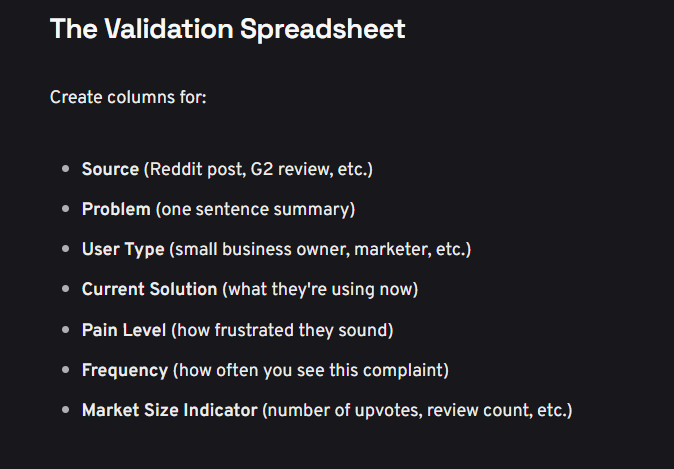 The Validation Spreadsheet
Create columns for:
Source (Reddit post, G2 review, etc.)
Problem (one sentence summary)
User Type (small business owner, marketer, etc.)
Current Solution (what they're using now)
Pain Level (how frustrated they sound)
Frequency (how often you see this complaint)
Market Size Indicator (number of upvotes, review count, etc.)